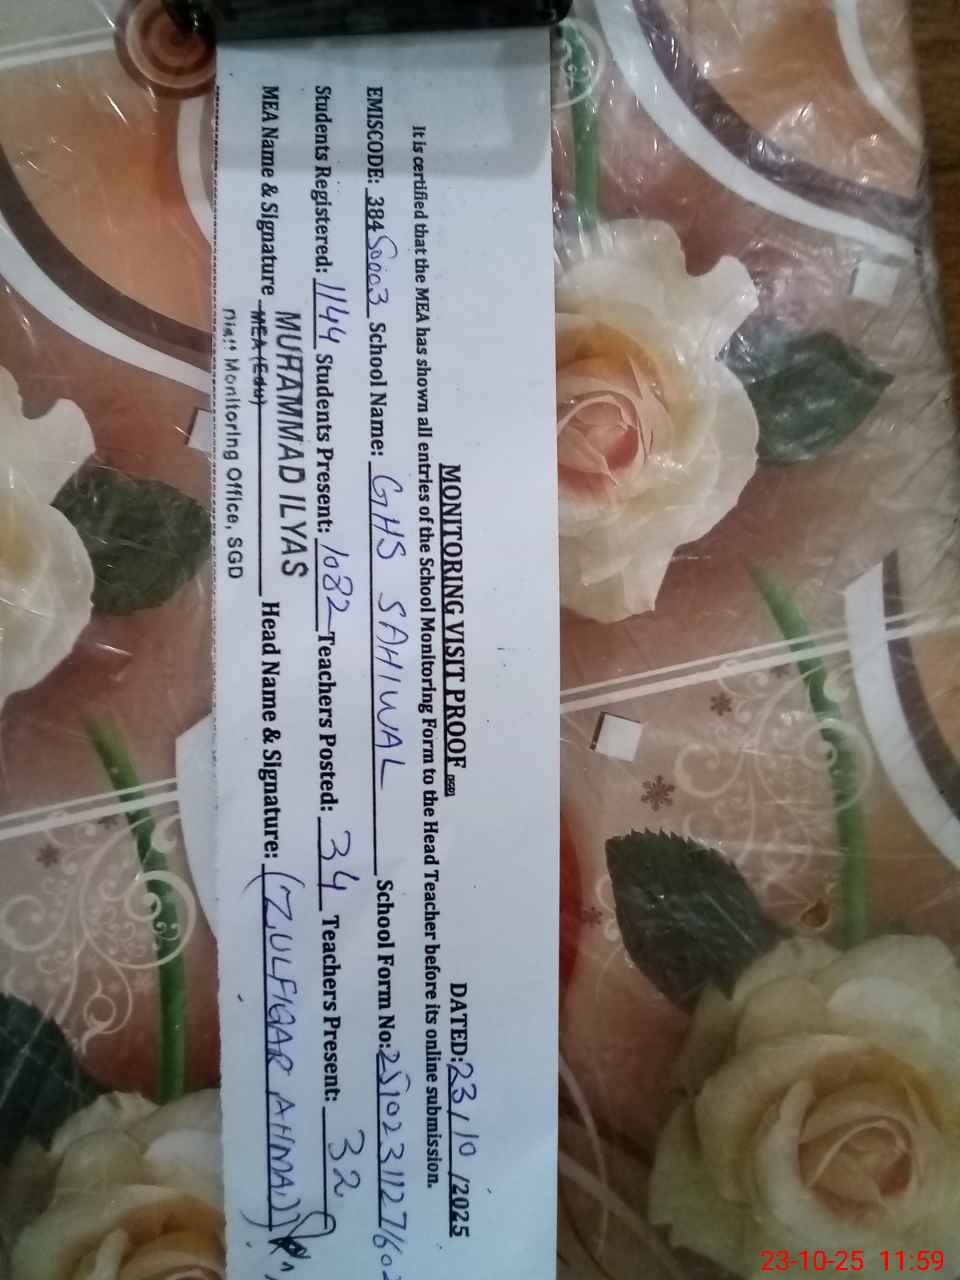 MONITORING VISIT PROOF (SGD) DATED: 23/10/2025
It is certified that the MEA has shown all entries of the School Monitoring Form to the Head Teacher before its online submission.
EMISCODE: 38450003 School Name: GHS SAHIWAL School Form No:
Students Registered: 1144 Students Present: 1082 Teachers Posted: 34 Teachers Present: 32
MEA Name & Signature MUHAMMAD ILYAS Head Name & Signature: (ZULFIQAR AHMAD)
MEA (Edu)
Distt Monitoring Office, SGD
23-10-25 11:59